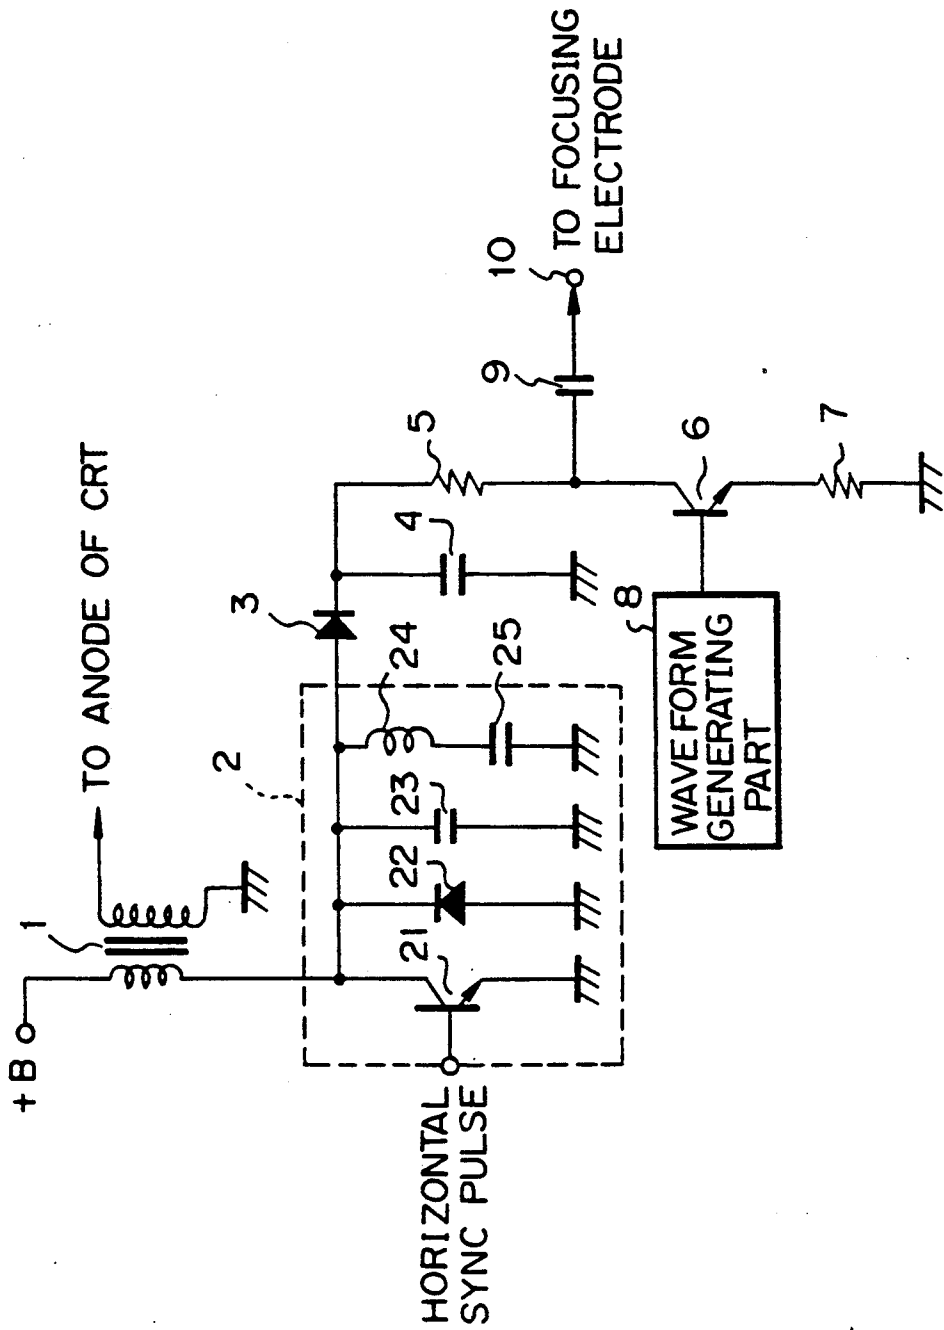 +B
1
TO ANODE OF CRT
2
3
4
5
24
25
23
22
21
HORIZONTAL
SYNC PULSE
9
10
TO FOCUSING
ELECTRODE
6
7
8
WAVE FORM
GENERATING
PART